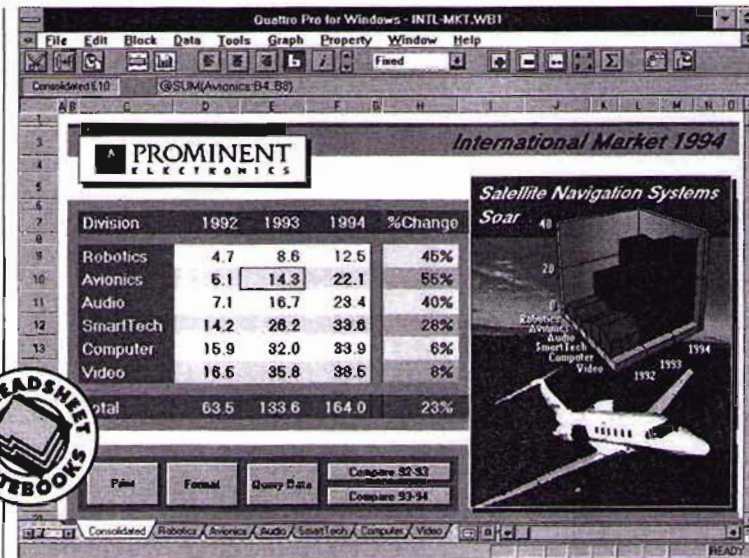 Quattro Pro for Windows - INTL-MKT.WB1
File Edit Block Data Tools Graph Property Window Help
Fixed
Consolidated:E10 @SUM(Avionics:B4..B8)
A B C D E F G H I J K L M N O
PROMINENT
ELECTRONICS
International Market 1994
Division 1992 1993 1994 %Change
Robotics 4.7 8.6 12.5 45%
Avionics 5.1 14.3 22.1 55%
Audio 7.1 16.7 23.4 40%
SmartTech 14.2 26.2 33.6 28%
Computer 15.9 32.0 33.9 6%
Video 16.5 35.8 38.5 8%
Total 63.5 133.6 164.0 23%
Satellite Navigation Systems
Soar
40
20
0
Robotics
Avionics
Audio
SmartTech
Computer
Video
1992 1993 1994
Print Format Query Data Compare 92-93
Compare 93-94
Consolidated Robotics Avionics Audio SmartTech Computer Video
READY